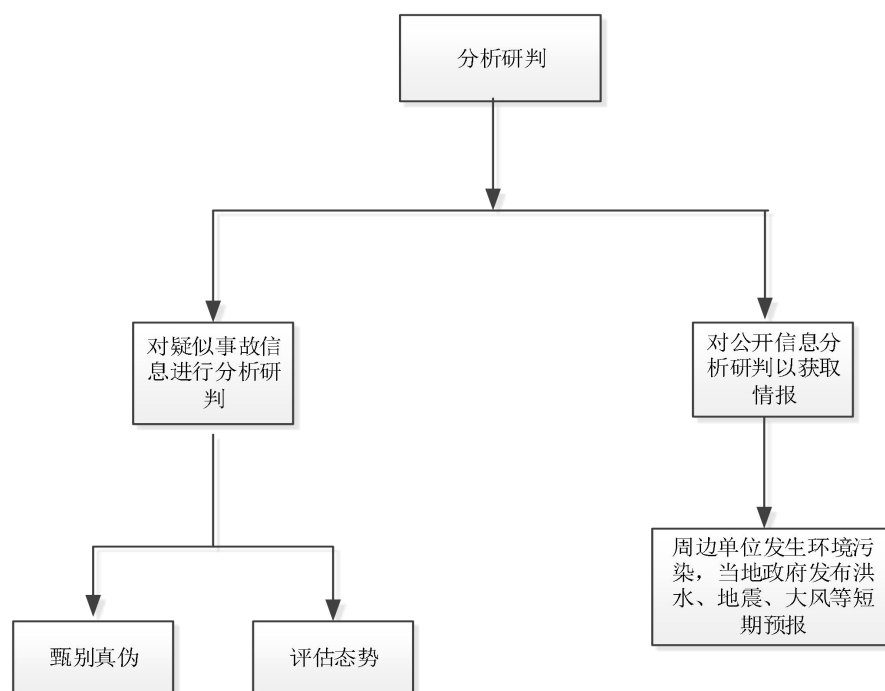 分析研判
对疑似事故信
息进行分析研
判
对公开信息分
析研判以获取
情报
周边单位发生环境污
染，当地政府发布洪
水、地震、大风等短
期预报
甄别真伪
评估态势